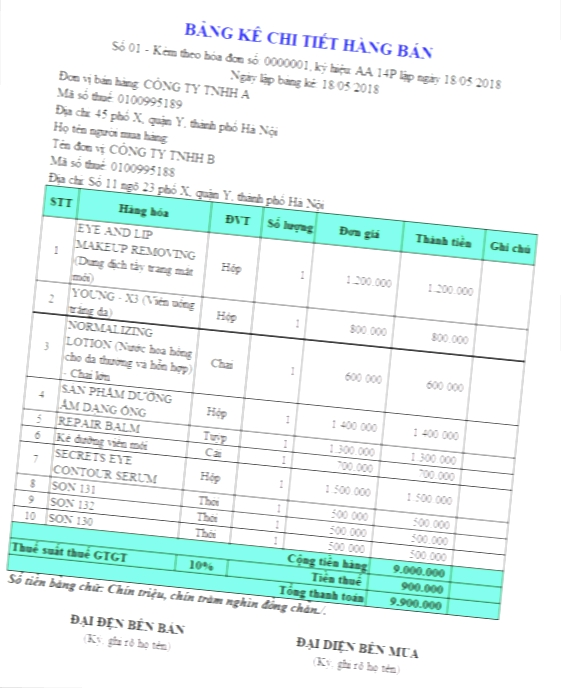 BẢNG KÊ CHI TIẾT HÀNG BÁN
Số 01 - Kèm theo hóa đơn số: 0000001, ký hiệu: AA 14P lập ngày 18/05/2018
Ngày lập bảng kê: 18/05/2018
Đơn vị bán hàng: CÔNG TY TNHH A
Mã số thuế: 0100995189
Địa chỉ: 45 phố X, quận Y, thành phố Hà Nội
Họ tên người mua hàng:
Tên đơn vị: CÔNG TY TNHH B
Mã số thuế: 0100995188
Địa chỉ: Số 11 ngõ 23 phố X, quận Y, thành phố Hà Nội
STT Hàng hóa ĐVT Số lượng Đơn giá Thành tiền Ghi chú
1 EYE AND LIP MAKEUP REMOVING (Dung dịch tẩy trang mắt môi) Hộp 1 1.200.000 1.200.000
2 YOUNG - X3 (Viên uống trắng da) Hộp 1 800.000 800.000
3 NORMALIZING LOTION (Nước hoa hồng cho da thường và hỗn hợp) - Chai lớn Chai 1 600.000 600.000
4 SẢN PHẨM DƯỠNG ẨM DẠNG ỐNG Hộp 1 1.400.000 1.400.000
5 REPAIR BALM Tuýp 1 1.300.000 1.300.000
6 Kẻ dưỡng viền môi Cái 1 700.000 700.000
7 SECRETS EYE CONTOUR SERUM Hộp 1 1.500.000 1.500.000
8 SON 131 Thỏi 1 500.000 500.000
9 SON 132 Thỏi 1 500.000 500.000
10 SON 130 Thỏi 1 500.000 500.000
Cộng tiền hàng 9.000.000
Thuế suất thuế GTGT 10% Tiền thuế 900.000
Tổng thanh toán 9.900.000
Số tiền bằng chữ: Chín triệu, chín trăm nghìn đồng chẵn./.
ĐẠI ĐỆN BÊN BÁN
(Ký, ghi rõ họ tên)
ĐẠI DIỆN BÊN MUA
(Ký, ghi rõ họ tên)